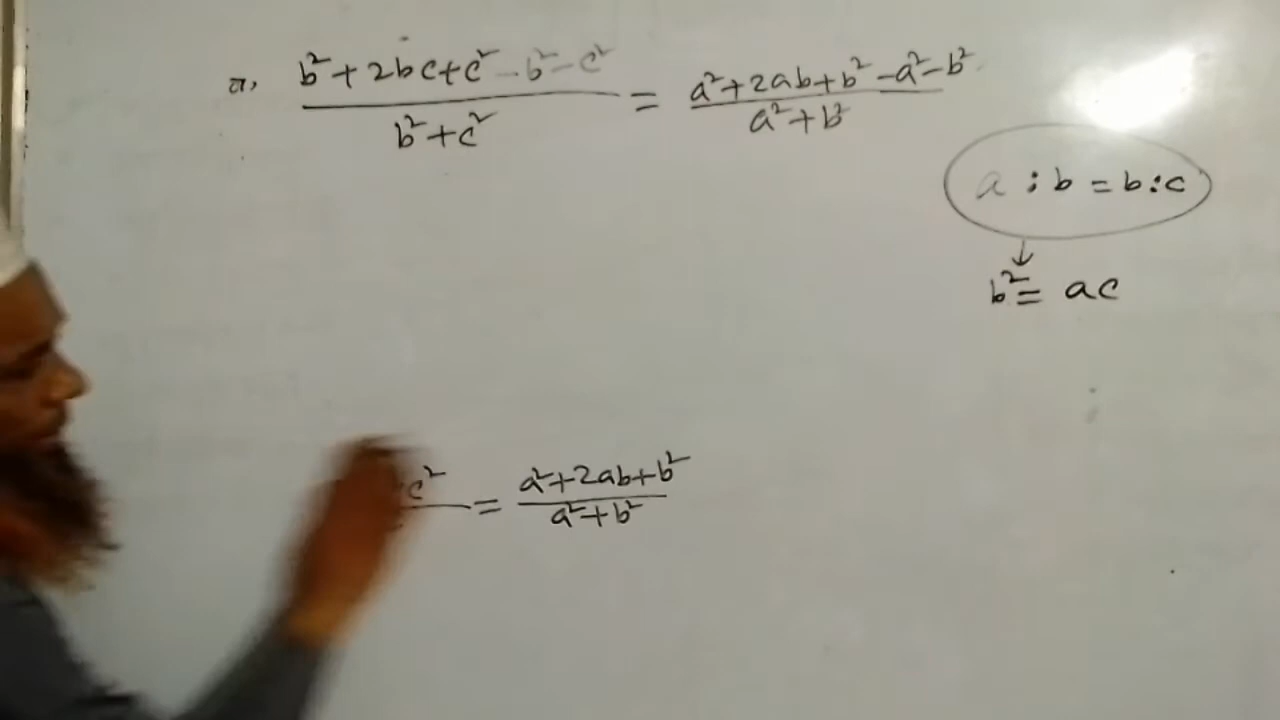 বা, b²+2bc+c²-b²-c² / b²+c² = a²+2ab+b²-a²-b² / a²+b²
a : b = b : c
b² = ac
c² = a²+2ab+b² / a²+b²